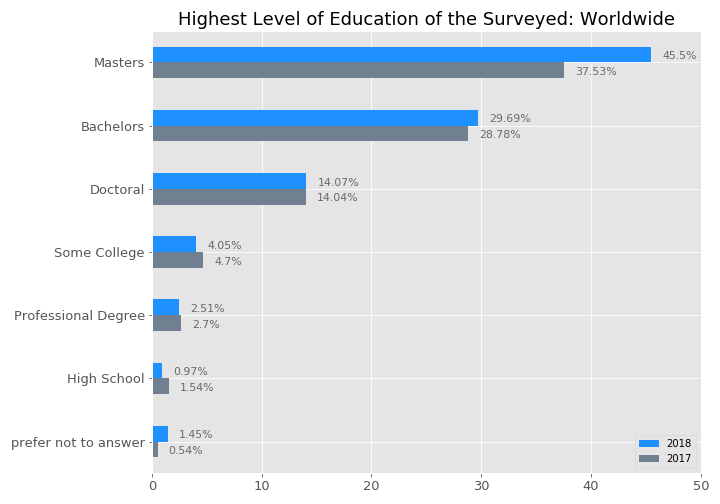 Highest Level of Education of the Surveyed: Worldwide
Masters
45.5%
37.53%
Bachelors
29.69%
28.78%
Doctoral
14.07%
14.04%
Some College
4.05%
4.7%
Professional Degree
2.51%
2.7%
High School
0.97%
1.54%
prefer not to answer
1.45%
0.54%
2018
2017
0 10 20 30 40 50